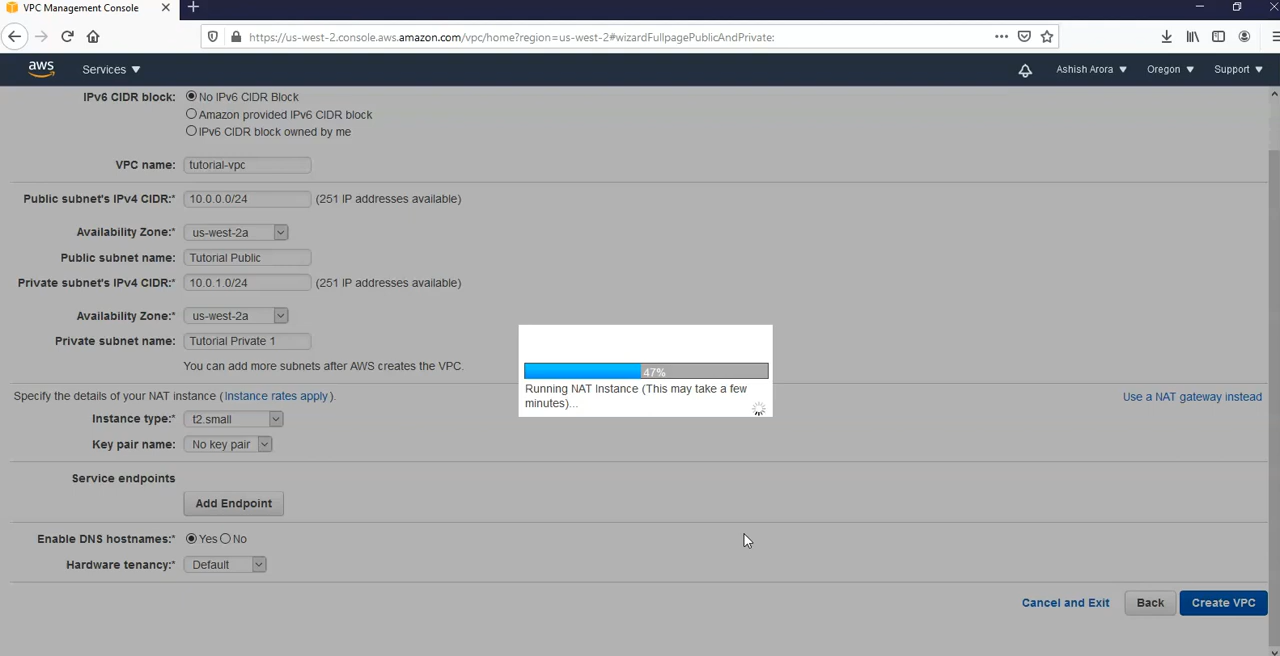 VPC Management Console
https://us-west-2.console.aws.amazon.com/vpc/home?region=us-west-2#wizardFullpagePublicAndPrivate:
aws Services Ashish Arora Oregon Support
IPv6 CIDR block:* No IPv6 CIDR Block
Amazon provided IPv6 CIDR block
IPv6 CIDR block owned by me
VPC name: tutorial-vpc
Public subnet's IPv4 CIDR:* 10.0.0.0/24 (251 IP addresses available)
Availability Zone:* us-west-2a
Public subnet name: Tutorial Public
Private subnet's IPv4 CIDR:* 10.0.1.0/24 (251 IP addresses available)
Availability Zone:* us-west-2a
Private subnet name: Tutorial Private 1
You can add more subnets after AWS creates the VPC.
47%
Running NAT Instance (This may take a few
minutes)...
Specify the details of your NAT instance (Instance rates apply). Use a NAT gateway instead
Instance type:* t2.small
Key pair name: No key pair
Service endpoints
Add Endpoint
Enable DNS hostnames:* Yes No
Hardware tenancy:* Default
Cancel and Exit Back Create VPC